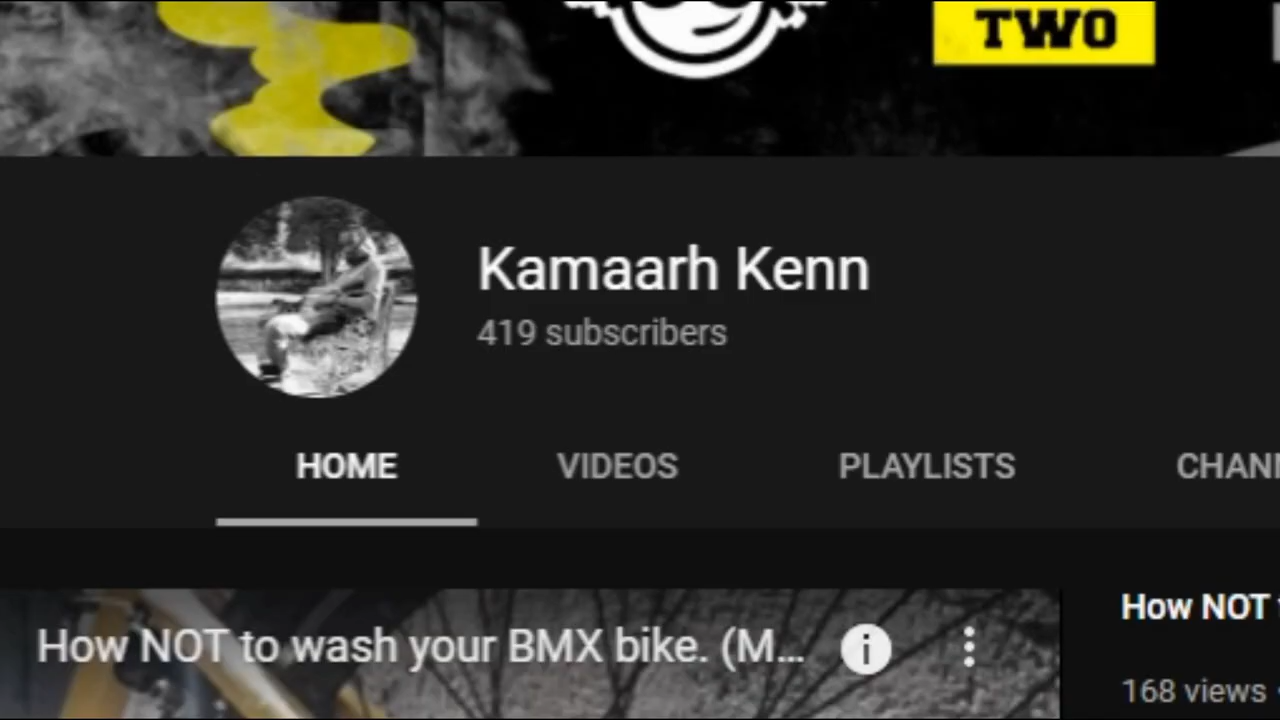 TWO
Kamaarh Kenn
419 subscribers
HOME VIDEOS PLAYLISTS CHANN
How NOT to wash your BMX bike. (M...
How NOT
168 views